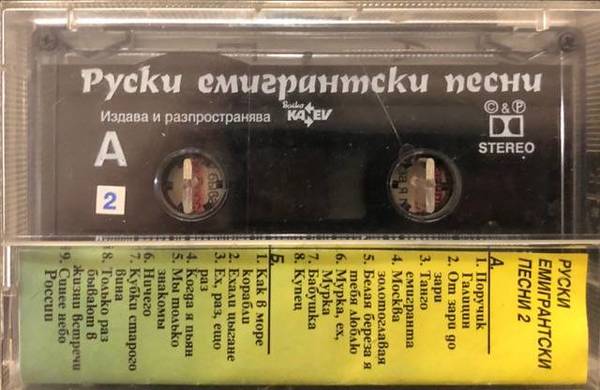 Руски емигрантски песни
Издава и разпространява
Бойко
KANEV
A
2
© & ℗
STEREO
РУСКИ
ЕМИГРАНТСКИ
ПЕСНИ 2
А.
1. Поручик
Галицин
2. От зари до
зари
3. Танго
емигранта
4. Москва
золотоглавая
5. Белая береза я
тебя люблю
6. Мурка, ех,
Мурка
7. Бабушка
8. Купец
Б.
1. Как в море
корабли
2. Ехали цыгане
3. Ех, раз, ещо
раз
4. Когда я пьян
5. Мы только
знакомы
6. Ничего
7. Кубки старого
вина
8. Только раз
бывают в
жизни встречи
9. Синее небо
России